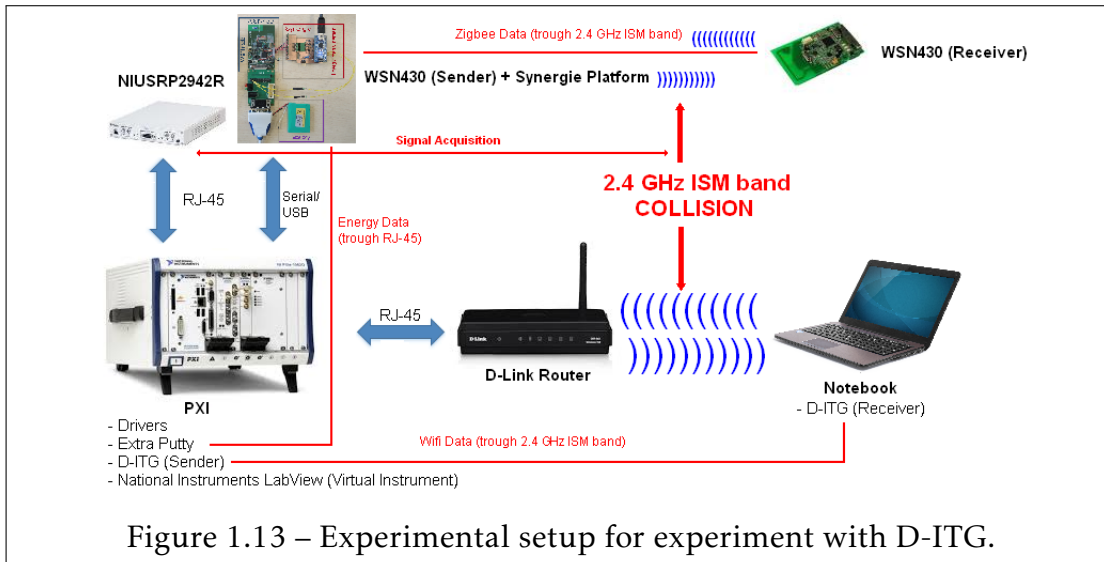 Zigbee Data (trough 2.4 GHz ISM band)
WSN430 (Receiver)
NIUSRP2942R
WSN430 (Sender) + Synergie Platform
Signal Acquisition
2.4 GHz ISM band
COLLISION
RJ-45
Serial/
USB
Energy Data
(trough RJ-45)
RJ-45
D-Link
D-Link Router
PXI
PXI
Notebook
- D-ITG (Receiver)
- Drivers
- Extra Putty
- D-ITG (Sender)
- National Instruments LabView (Virtual Instrument)
Wifi Data (trough 2.4 GHz ISM band)
Figure 1.13 – Experimental setup for experiment with D-ITG.